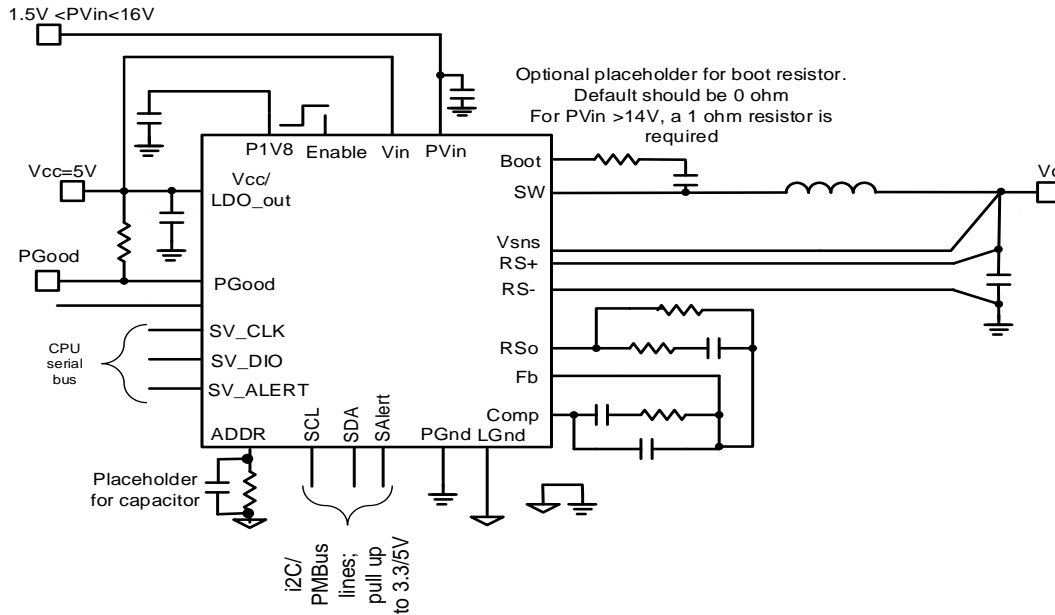 1.5V <PVin<16V
Optional placeholder for boot resistor.
Default should be 0 ohm
For PVin >14V, a 1 ohm resistor is
required
P1V8
Enable
Vin
PVin
Boot
Vcc=5V
Vcc/
LDO_out
SW
Vsns
RS+
PGood
PGood
RS-
CPU
serial
bus
SV_CLK
SV_DIO
SV_ALERT
RSo
Fb
Comp
ADDR
SCL
SDA
SAlert
PGnd
LGnd
Placeholder
for capacitor
i2C/
PMBus
lines;
pull up
to 3.3/5V